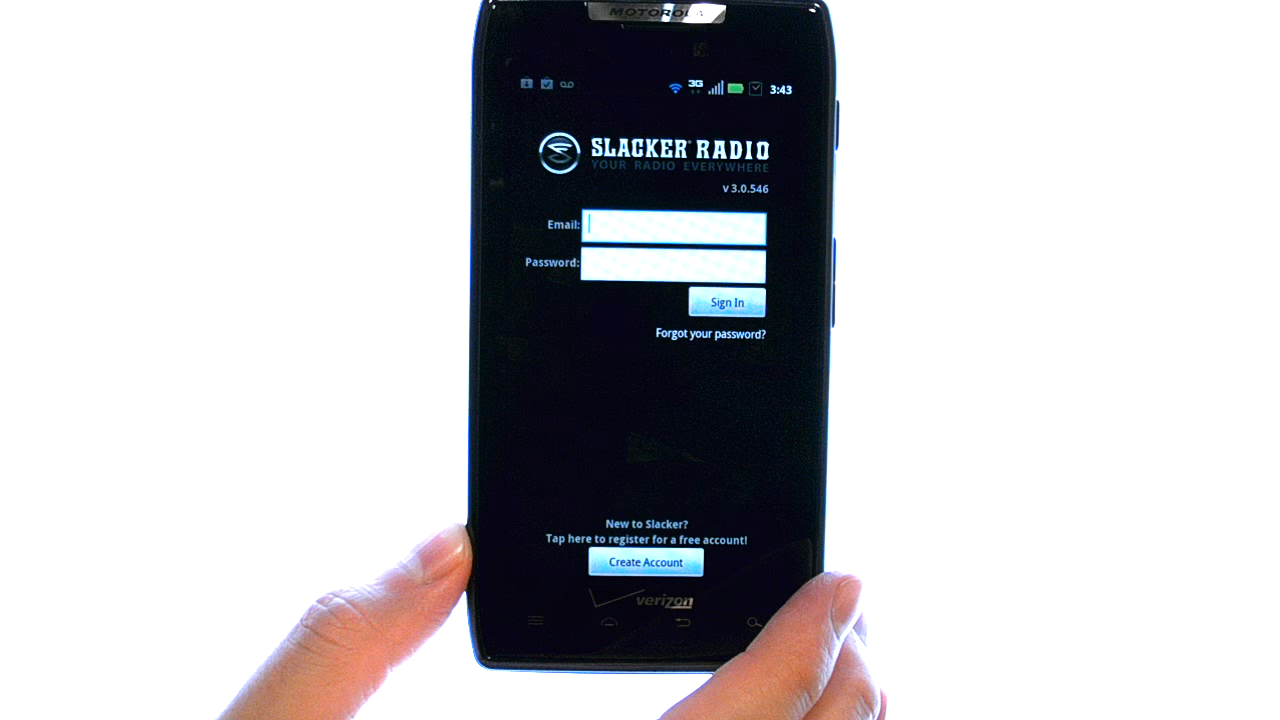 MOTOROLA
3G
3:43
SLACKER RADIO
YOUR RADIO EVERYWHERE
v 3.0.546
Email:
Password:
Sign In
Forgot your password?
New to Slacker?
Tap here to register for a free account!
Create Account
verizon